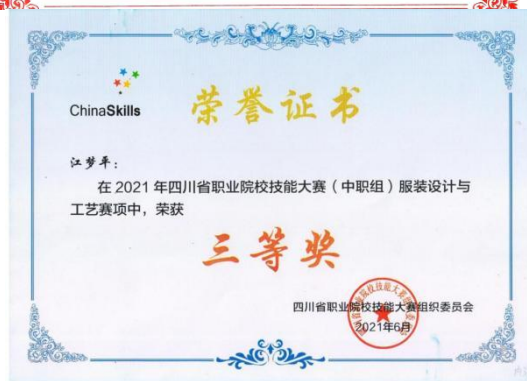 ChinaSkills
荣誉证书
江梦平：
在 2021 年四川省职业院校技能大赛（中职组）服装设计与
工艺赛项中，荣获
三等奖
四川省职业院校技能大赛组织委员会
2021年6月